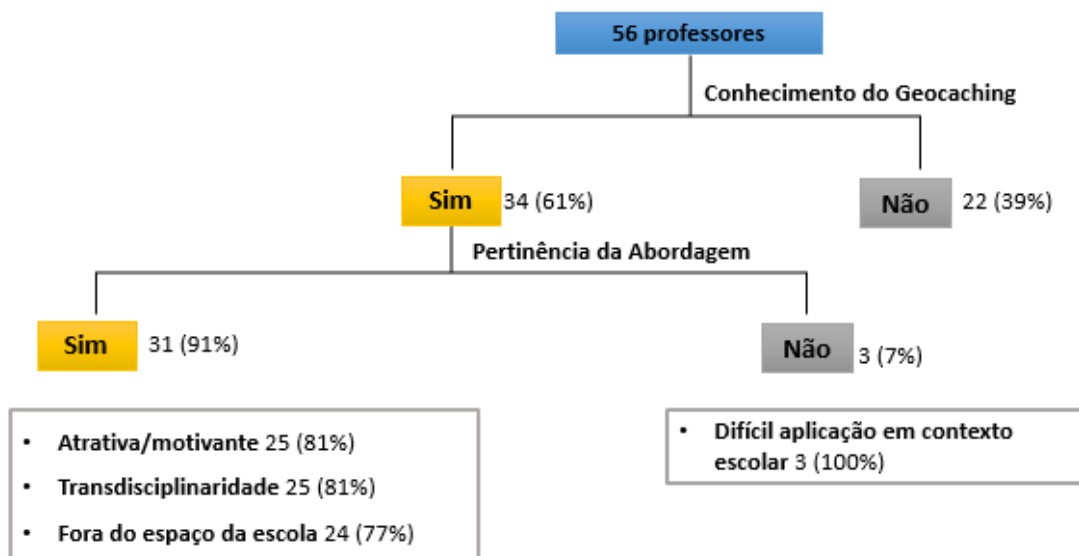 56 professores
Conhecimento do Geocaching
Sim 34 (61%)
Não 22 (39%)
Pertinência da Abordagem
Sim 31 (91%)
Não 3 (7%)
• Atrativa/motivante 25 (81%)
• Transdisciplinaridade 25 (81%)
• Fora do espaço da escola 24 (77%)
• Difícil aplicação em contexto
escolar 3 (100%)